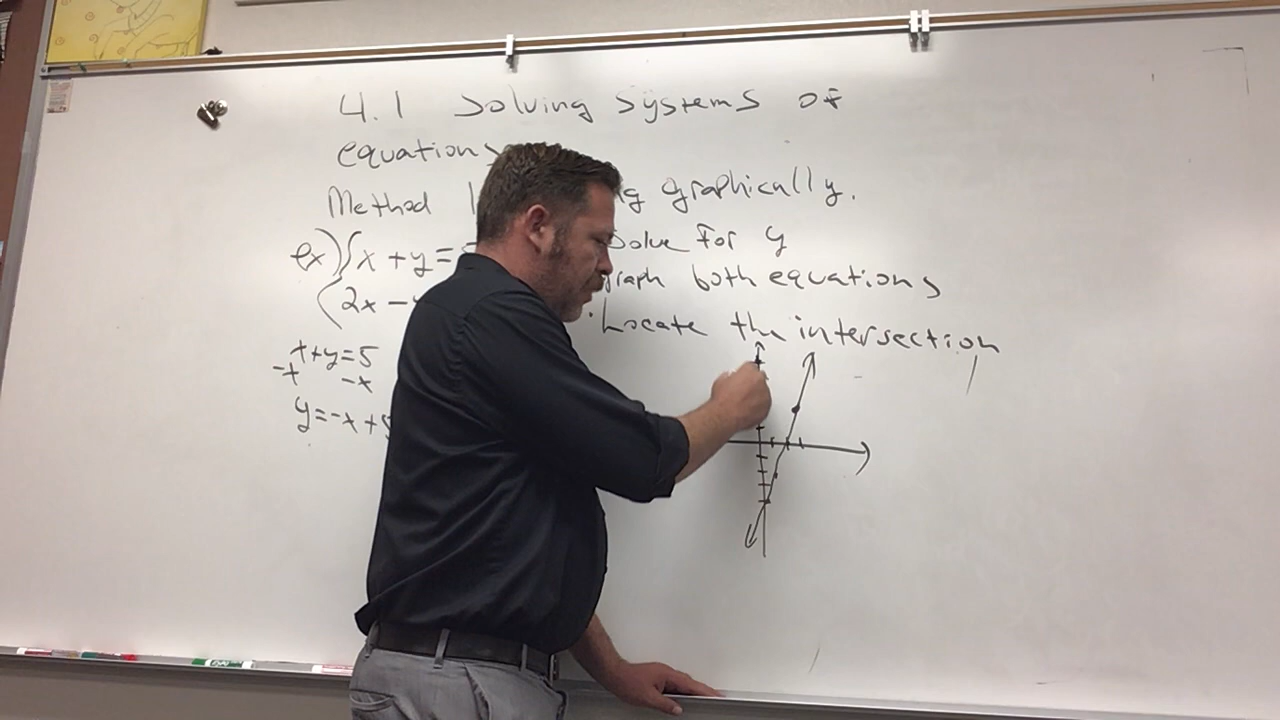 4.1 Solving systems of
equations
Method 1 graphically.
ex) x + y =
2x -
Solve for y
graph both equations
· Locate the intersection
x+y=5
-x -x
y=-x+5